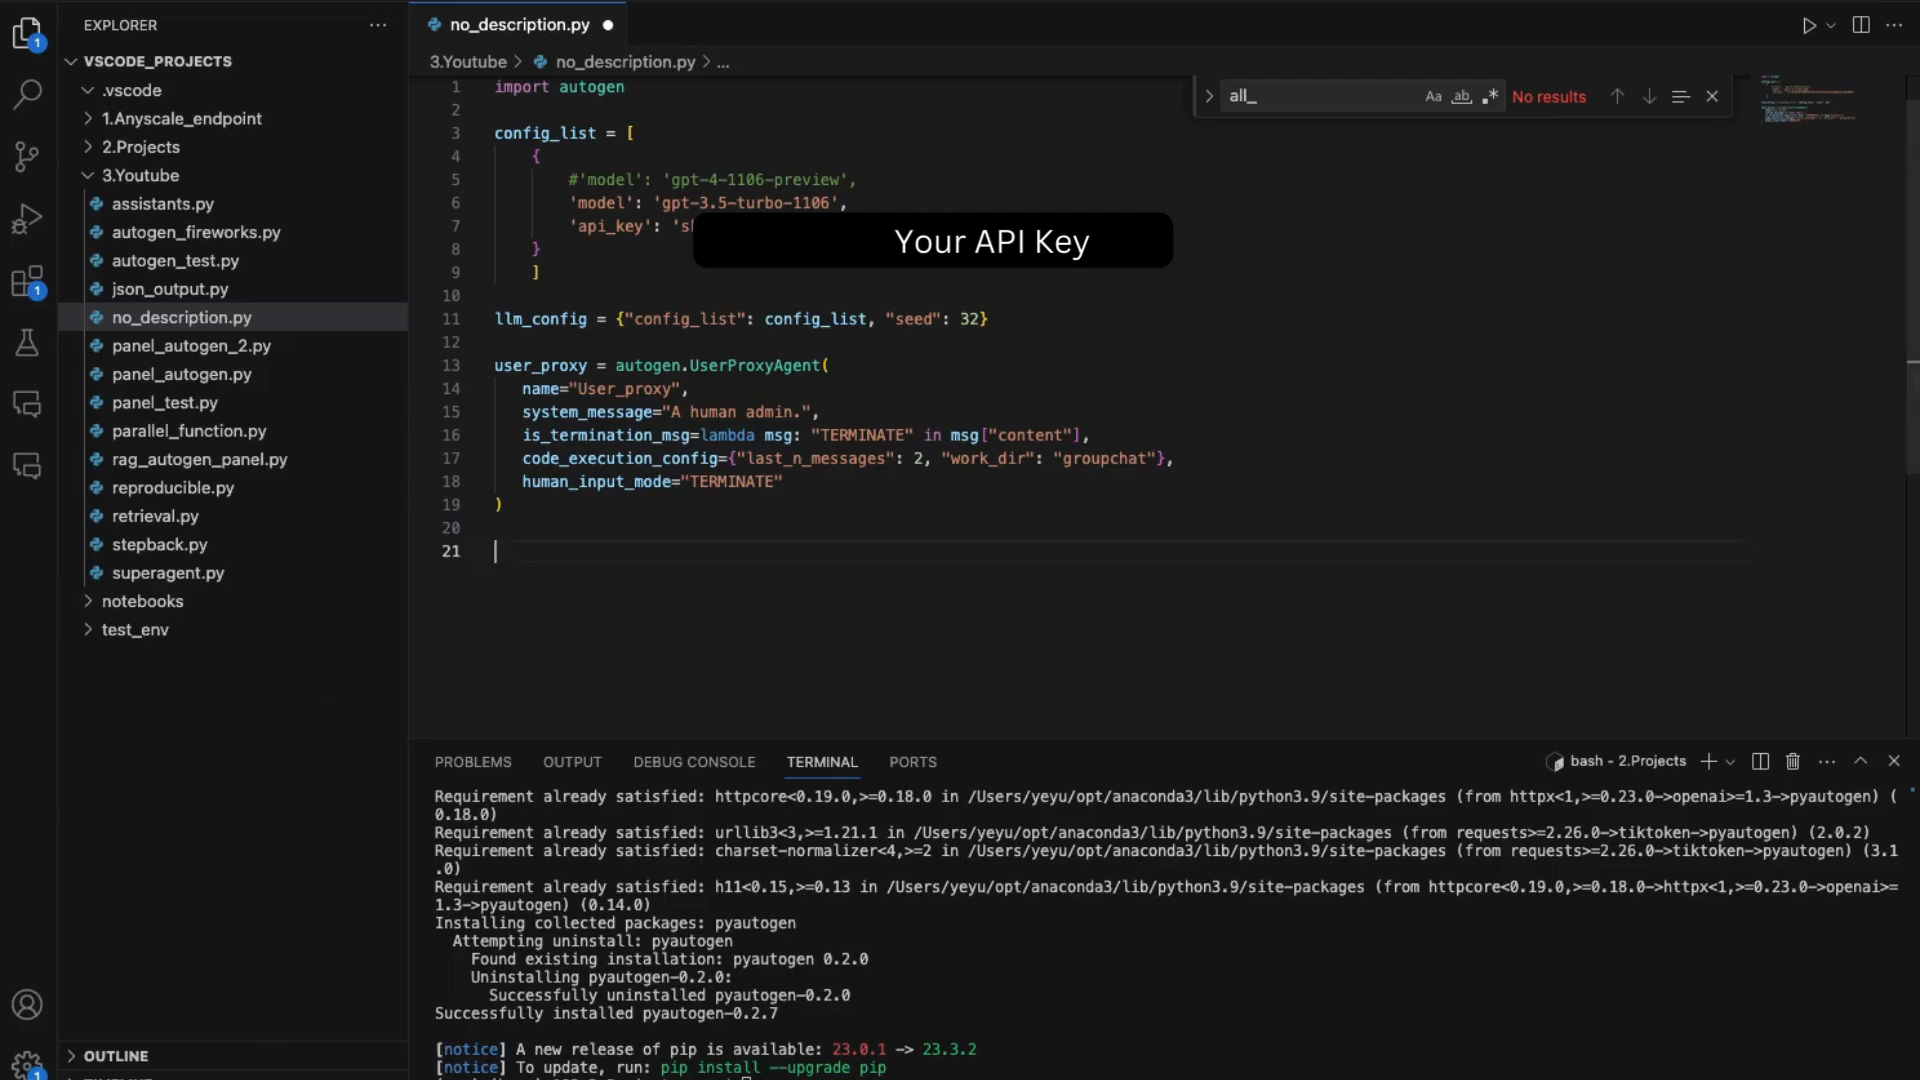 EXPLORER
VSCODE_PROJECTS
.vscode
1.Anyscale_endpoint
2.Projects
3.Youtube
assistants.py
autogen_fireworks.py
autogen_test.py
json_output.py
no_description.py
panel_autogen_2.py
panel_autogen.py
panel_test.py
parallel_function.py
rag_autogen_panel.py
reproducible.py
retrieval.py
stepback.py
superagent.py
notebooks
test_env
OUTLINE
1
1
1
no_description.py
3.Youtube > no_description.py > ...
all_
Aa ab .* No results
1 import autogen
2
3 config_list = [
4 {
5 #'model': 'gpt-4-1106-preview',
6 'model': 'gpt-3.5-turbo-1106',
7 'api_key': 's
Your API Key
8 }
9 ]
10
11 llm_config = {"config_list": config_list, "seed": 32}
12
13 user_proxy = autogen.UserProxyAgent(
14 name="User_proxy",
15 system_message="A human admin.",
16 is_termination_msg=lambda msg: "TERMINATE" in msg["content"],
17 code_execution_config={"last_n_messages": 2, "work_dir": "groupchat"},
18 human_input_mode="TERMINATE"
19 )
20
21
PROBLEMS OUTPUT DEBUG CONSOLE TERMINAL PORTS
bash - 2.Projects
Requirement already satisfied: httpcore<0.19.0,>=0.18.0 in /Users/yeyu/opt/anaconda3/lib/python3.9/site-packages (from httpx<1,>=0.23.0->openai>=1.3->pyautogen) (
0.18.0)
Requirement already satisfied: urllib3<3,>=1.21.1 in /Users/yeyu/opt/anaconda3/lib/python3.9/site-packages (from requests>=2.26.0->tiktoken->pyautogen) (2.0.2)
Requirement already satisfied: charset-normalizer<4,>=2 in /Users/yeyu/opt/anaconda3/lib/python3.9/site-packages (from requests>=2.26.0->tiktoken->pyautogen) (3.1
.0)
Requirement already satisfied: h11<0.15,>=0.13 in /Users/yeyu/opt/anaconda3/lib/python3.9/site-packages (from httpcore<0.19.0,>=0.18.0->httpx<1,>=0.23.0->openai>=
1.3->pyautogen) (0.14.0)
Installing collected packages: pyautogen
Attempting uninstall: pyautogen
Found existing installation: pyautogen 0.2.0
Uninstalling pyautogen-0.2.0:
Successfully uninstalled pyautogen-0.2.0
Successfully installed pyautogen-0.2.7
[notice] A new release of pip is available: 23.0.1 -> 23.3.2
[notice] To update, run: pip install --upgrade pip